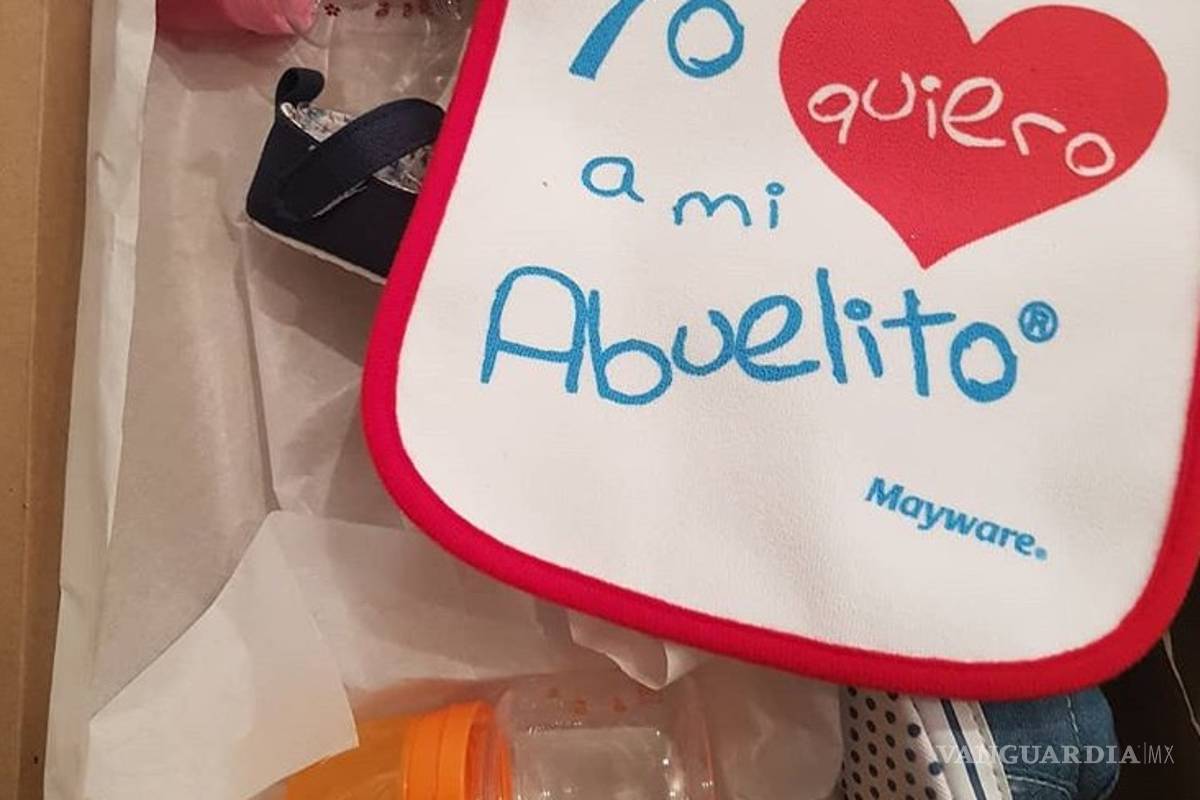 Yo quiero
a mi
Abuelito®
Mayware®
VANGUARDIA|MX